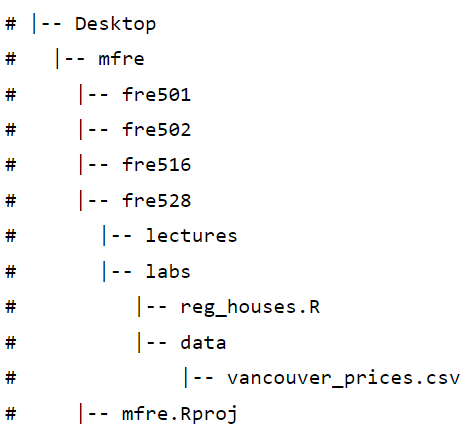 # |-- Desktop
#   |-- mfre
#     |-- fre501
#     |-- fre502
#     |-- fre516
#     |-- fre528
#       |-- lectures
#       |-- labs
#          |-- reg_houses.R
#          |-- data
#              |-- vancouver_prices.csv
#     |-- mfre.Rproj